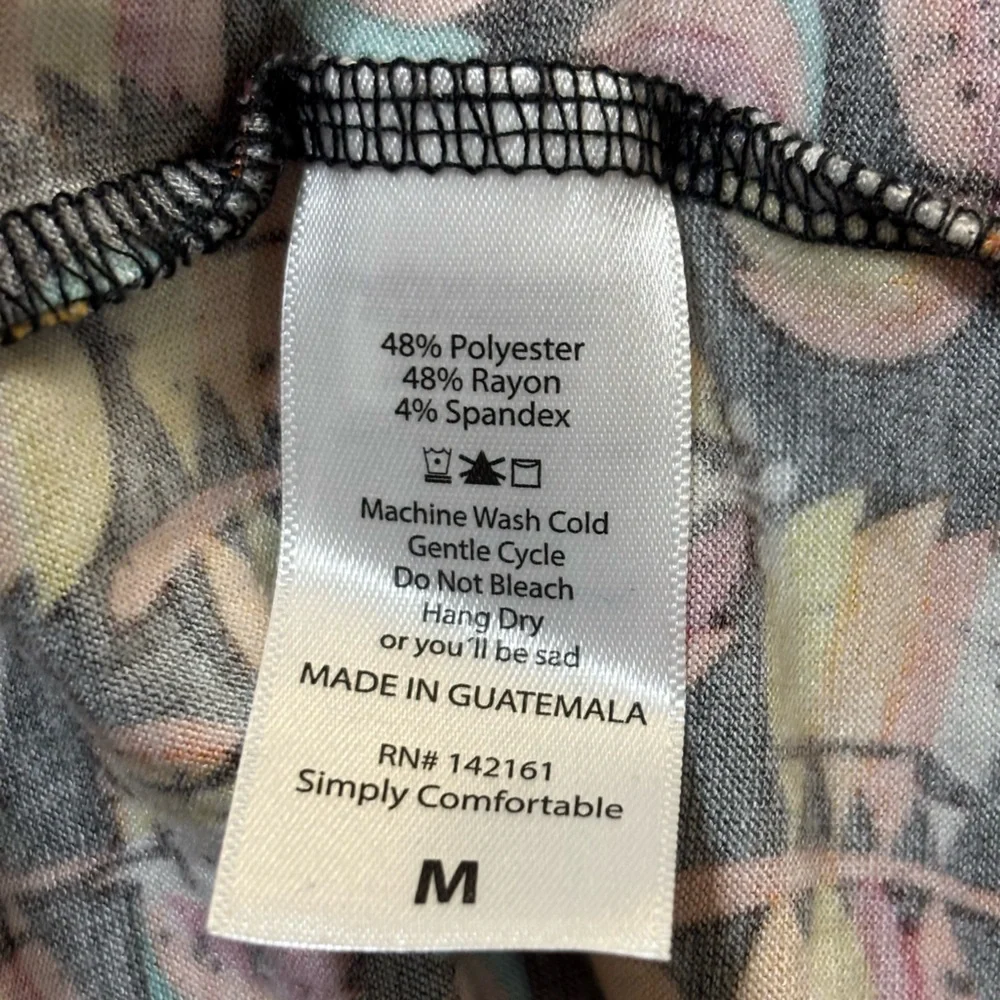 48% Polyester
48% Rayon
4% Spandex
Machine Wash Cold
Gentle Cycle
Do Not Bleach
Hang Dry
or you´ll be sad
MADE IN GUATEMALA
RN# 142161
Simply Comfortable
M